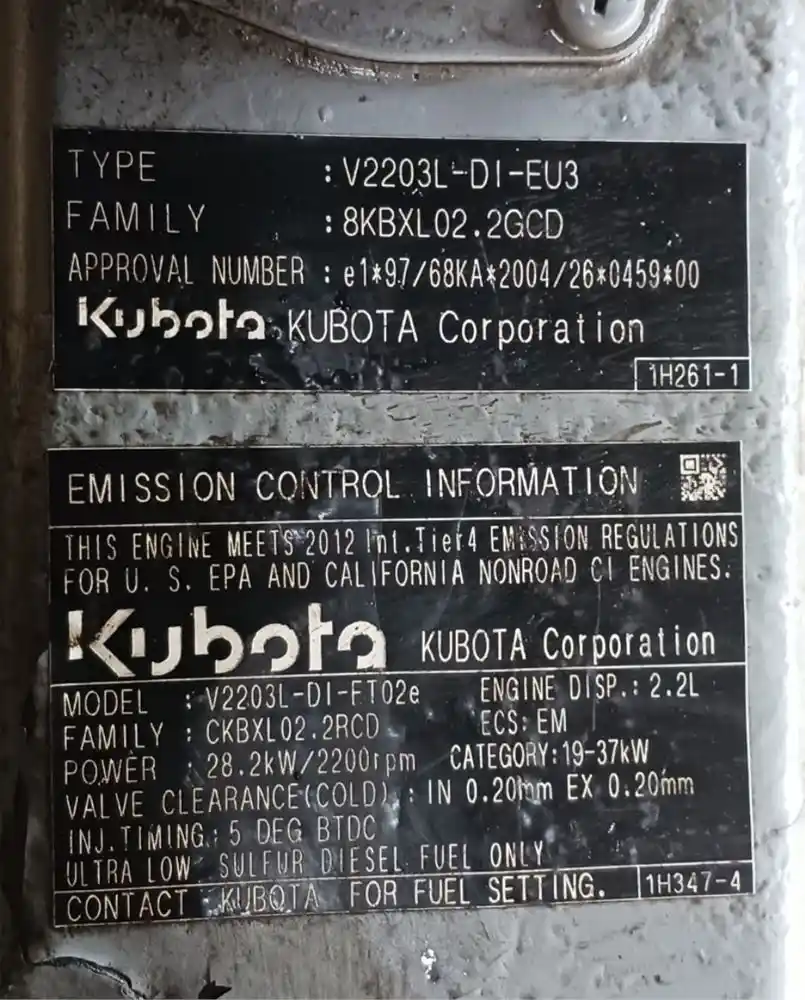 TYPE : V2203L-DI-EU3
FAMILY : 8KBXL02.2GCD
APPROVAL NUMBER : e1*97/68KA*2004/26*0459*00
Kubota KUBOTA Corporation
1H261-1
EMISSION CONTROL INFORMATION
THIS ENGINE MEETS 2012 Int.Tier4 EMISSION REGULATIONS
FOR U. S. EPA AND CALIFORNIA NONROAD CI ENGINES.
Kubota KUBOTA Corporation
MODEL : V2203L-DI-FT02e ENGINE DISP.: 2.2L
FAMILY : CKBXL02.2RCD ECS: EM
POWER : 28.2kW/2200rpm CATEGORY: 19-37kW
VALVE CLEARANCE(COLD) : IN 0.20mm EX 0.20mm
INJ.TIMING: 5 DEG BTDC
ULTRA LOW SULFUR DIESEL FUEL ONLY
CONTACT KUBOTA FOR FUEL SETTING. 1H347-4